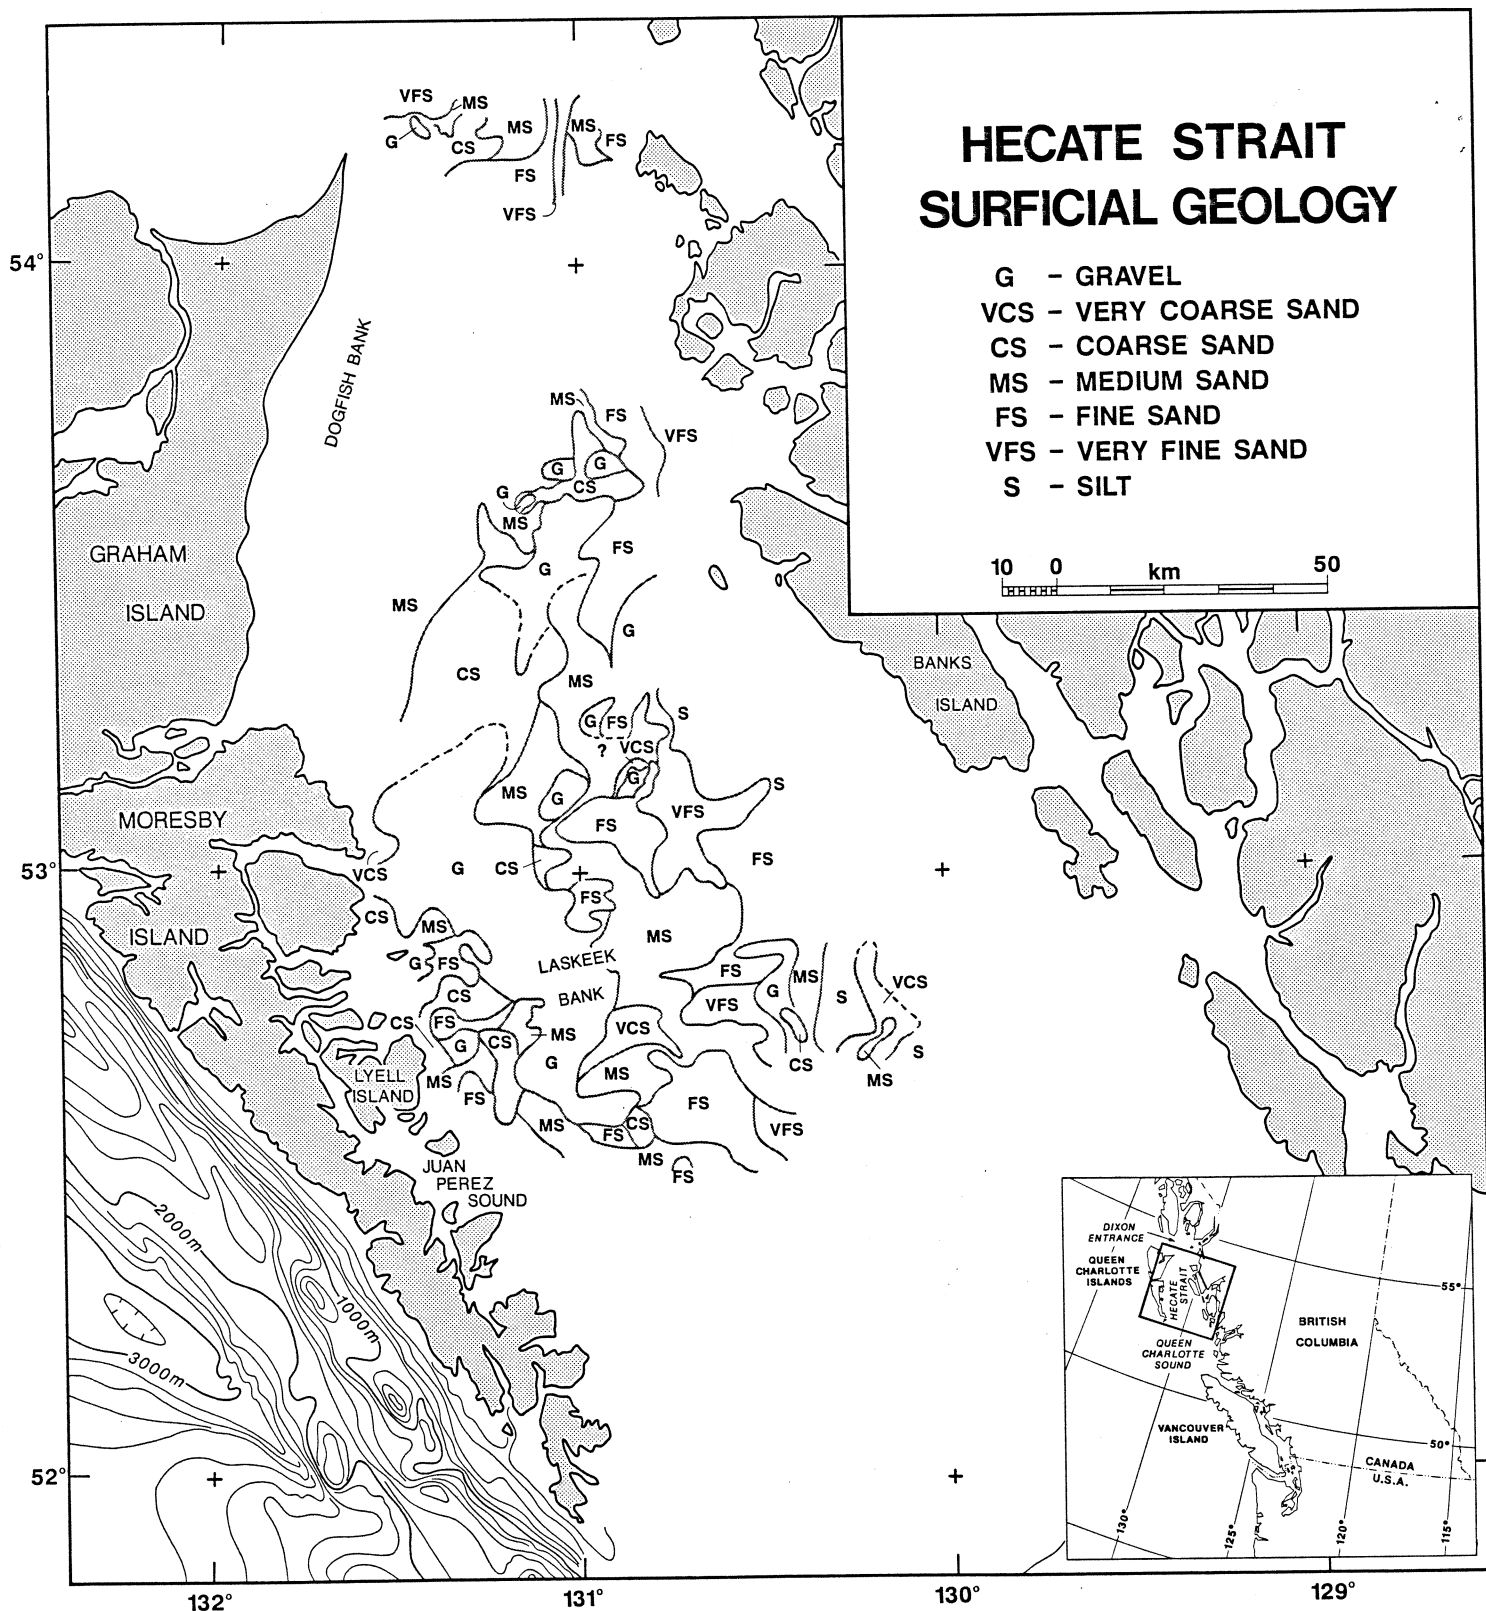 HECATE STRAIT
SURFICIAL GEOLOGY
G – GRAVEL
VCS – VERY COARSE SAND
CS – COARSE SAND
MS – MEDIUM SAND
FS – FINE SAND
VFS – VERY FINE SAND
S – SILT
10 0 km 50
VFS MS
G CS MS MS FS
FS
VFS
54°
DOGFISH BANK
MS FS
VFS
G G
G CS
MS
FS
GRAHAM
ISLAND
G
MS
G
CS
MS
BANKS
ISLAND
G FS S
? VCS
G
MS G S
VFS
FS
MORESBY
ISLAND
53°
VCS G CS FS
FS
CS MS
MS
G FS
LASKEEK
BANK
FS MS
G S VCS
CS
VFS
CS FS MS VCS
G CS
G CS S
LYELL
ISLAND
MS MS MS
FS FS
MS FS CS VFS
MS
FS
JUAN
PEREZ
SOUND
2000m
1000m
3000m
52°
132° 131° 130° 129°
DIXON
ENTRANCE
QUEEN
CHARLOTTE
ISLANDS
HECATE
STRAIT
55°
BRITISH
COLUMBIA
QUEEN
CHARLOTTE
SOUND
VANCOUVER
ISLAND
50°
CANADA
U.S.A.
130° 125° 120° 115°